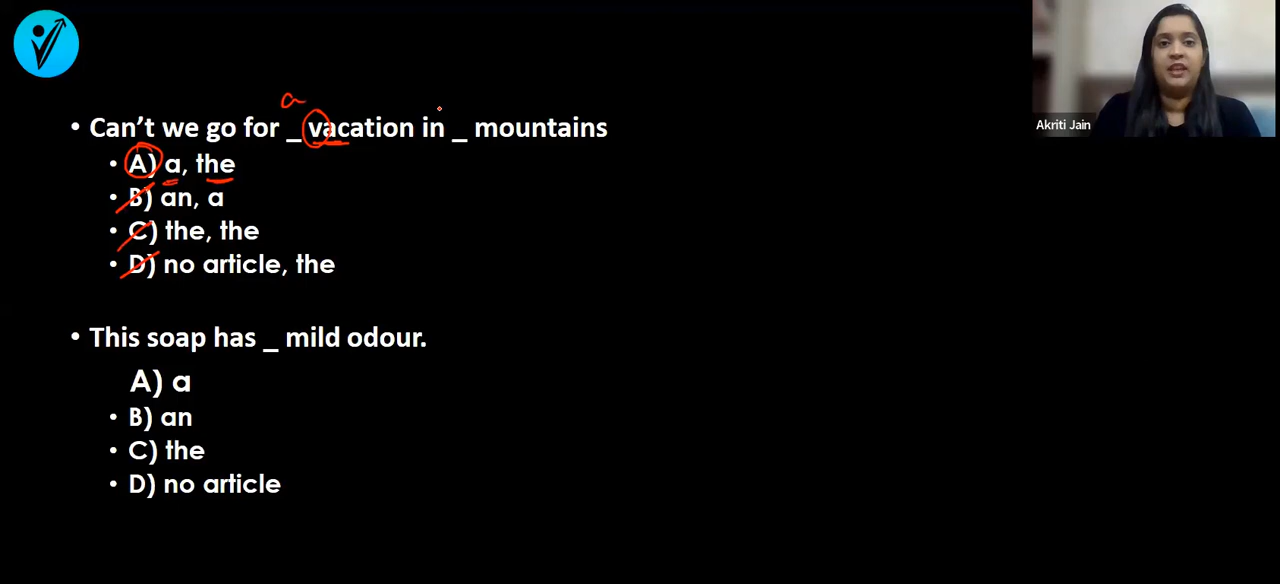 a
• Can't we go for _ vacation in _ mountains
• A) a, the
• B) an, a
• C) the, the
• D) no article, the
• This soap has _ mild odour.
A) a
• B) an
• C) the
• D) no article
Akriti Jain